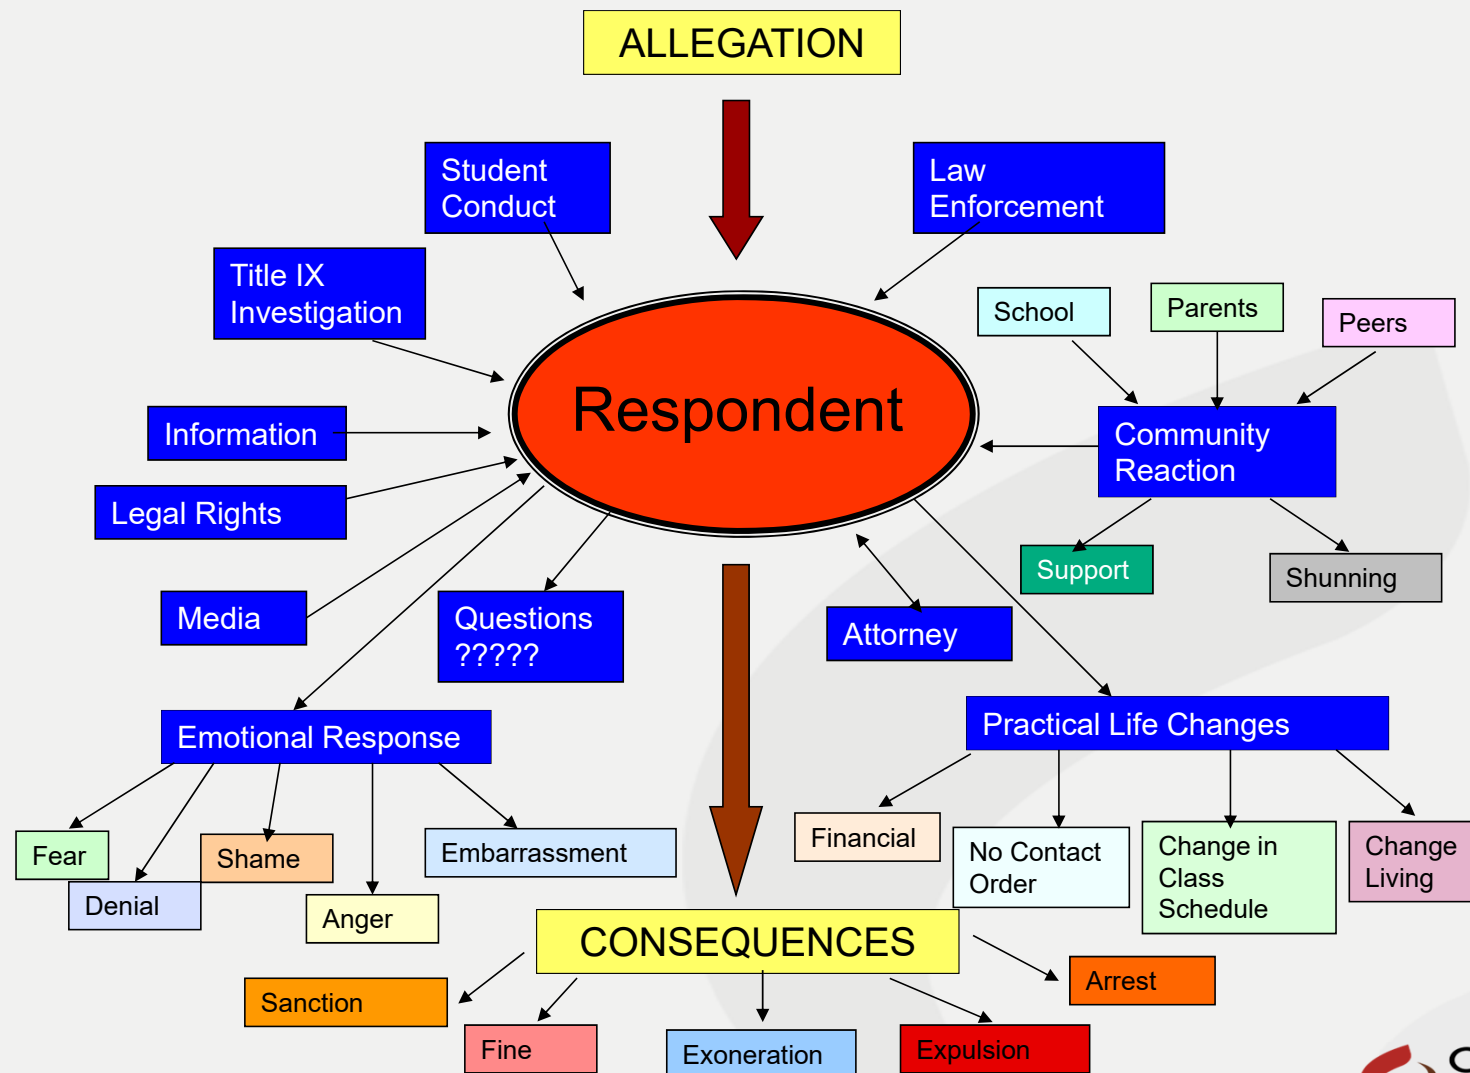 ALLEGATION
Student
Conduct
Law
Enforcement
Title IX
Investigation
School
Parents
Peers
Respondent
Information
Community
Reaction
Legal Rights
Support
Shunning
Media
Questions
?????
Attorney
Emotional Response
Practical Life Changes
Fear
Shame
Embarrassment
Financial
No Contact
Order
Change in
Class
Schedule
Change
Living
Denial
Anger
CONSEQUENCES
Sanction
Arrest
Fine
Exoneration
Expulsion